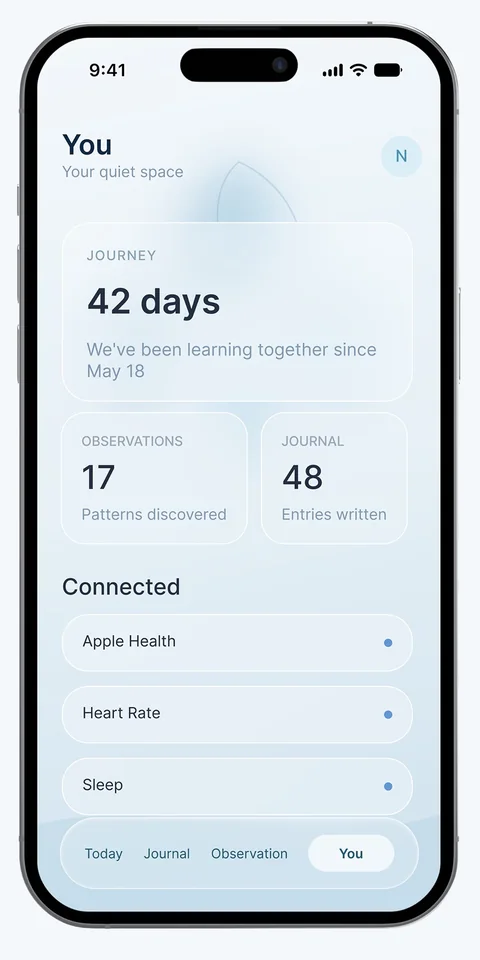 9:41
You
Your quiet space
N
JOURNEY
42 days
We've been learning together since
May 18
OBSERVATIONS
17
Patterns discovered
JOURNAL
48
Entries written
Connected
Apple Health
Heart Rate
Sleep
Today Journal Observation You